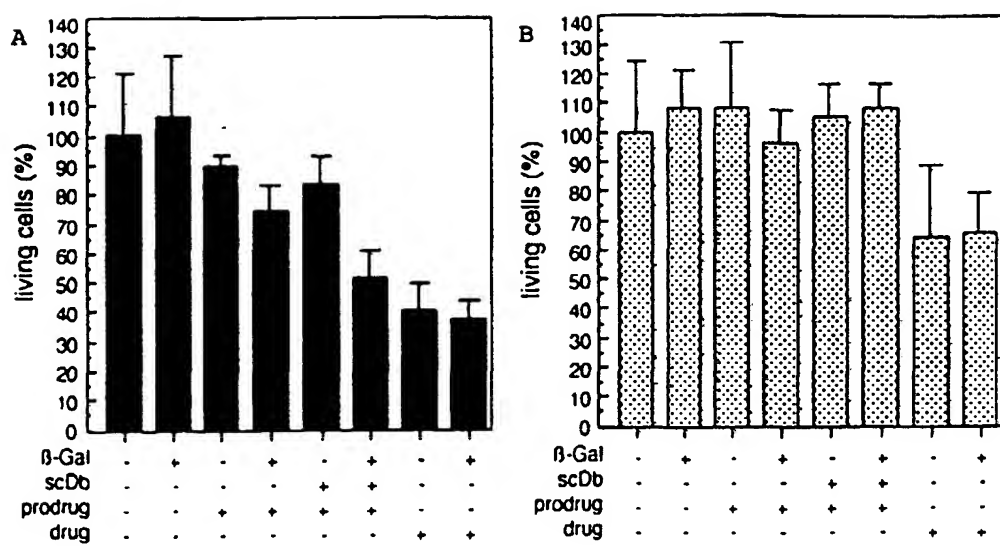 A
living cells (%)
140
130
120
110
100
90
80
70
60
50
40
30
20
10
0
ß-Gal - + - + - + - +
scDb - - - - + + - -
prodrug - - + + + + - -
drug - - - - - - + +
B
living cells (%)
140
130
120
110
100
90
80
70
60
50
40
30
20
10
0
ß-Gal - + - + - + - +
scDb - - - - + + - -
prodrug - - + + + + - -
drug - - - - - - + +